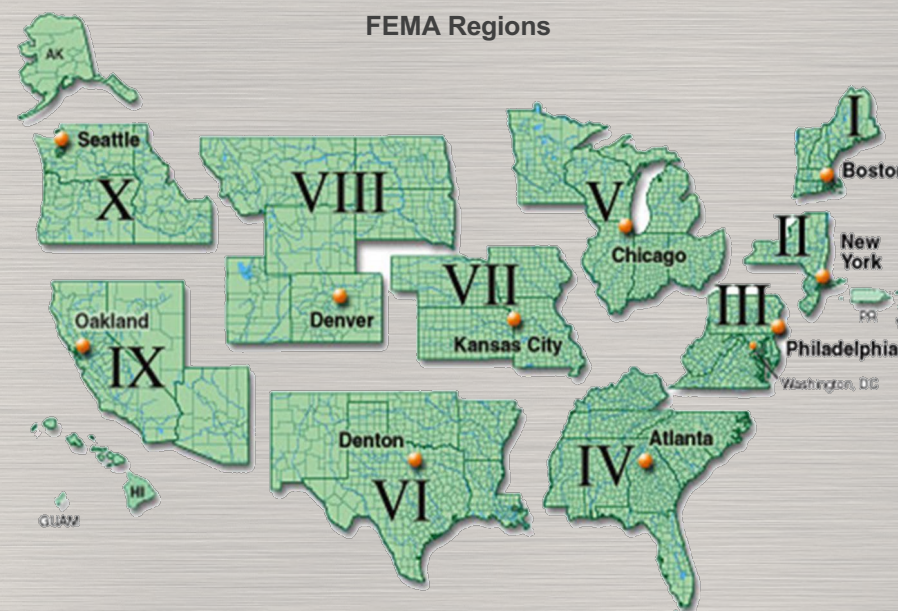 FEMA Regions
AK
Seattle
X
VIII
V
I
Boston
II
New
York
Chicago
VII
Denver
Kansas City
III
PR
Philadelphia
Washington, DC
Oakland
IX
HI
GUAM
Denton
VI
Atlanta
IV